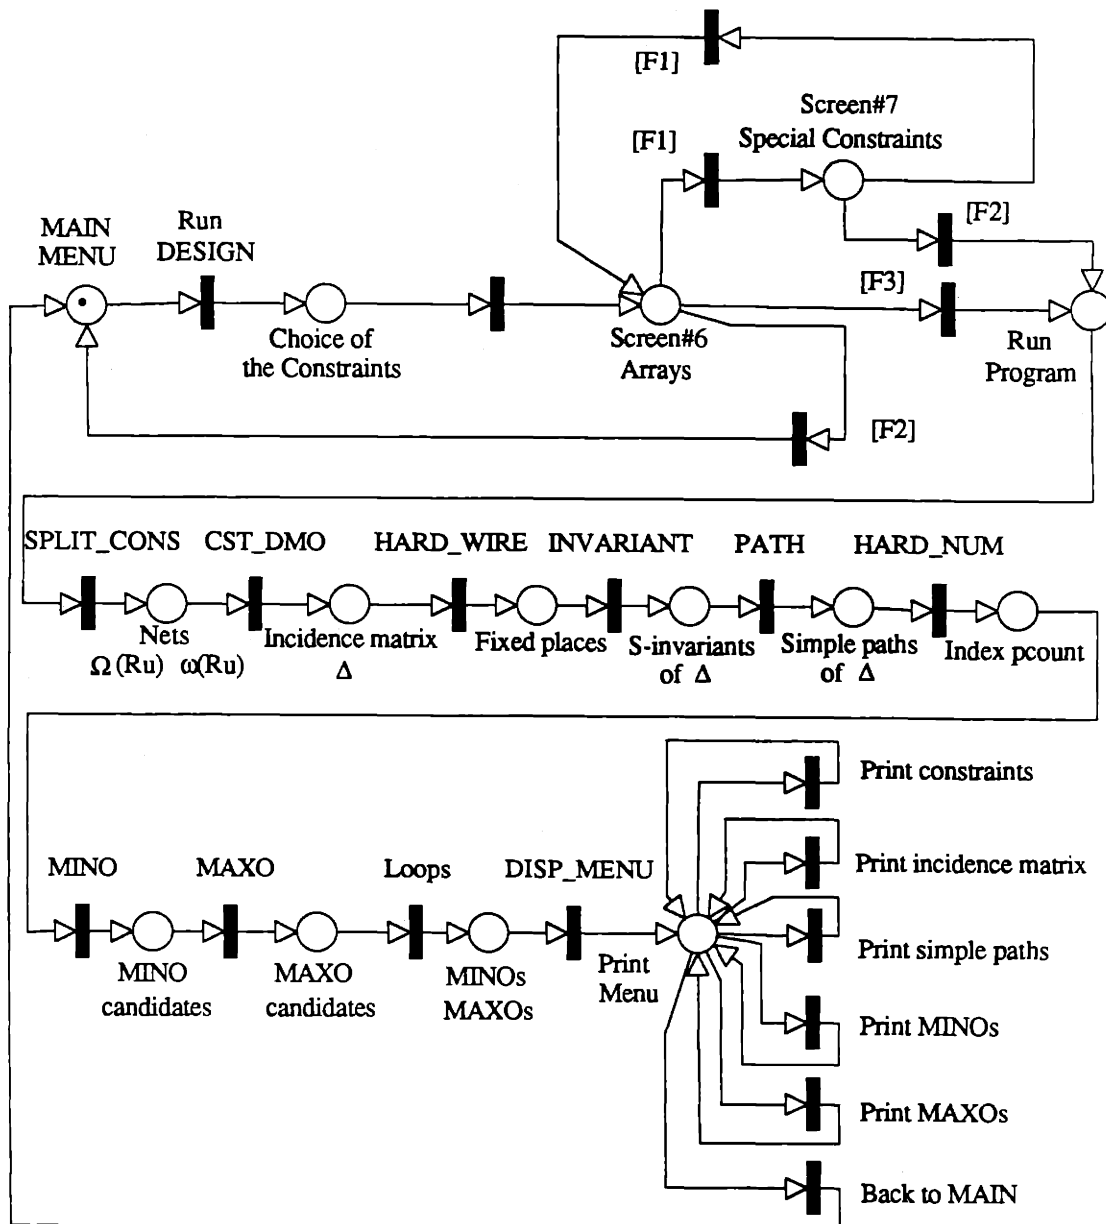 [F1]
Screen#7
Special Constraints
[F1]
[F2]
MAIN
MENU
Run
DESIGN
[F3]
Choice of
the Constraints
Screen#6
Arrays
Run
Program
[F2]
SPLIT_CONS
CST_DMO
HARD_WIRE
INVARIANT
PATH
HARD_NUM
Nets
Ω (Ru) ω(Ru)
Incidence matrix
Δ
Fixed places
S-invariants
of Δ
Simple paths
of Δ
Index pcount
Print constraints
MINO
MAXO
Loops
DISP_MENU
Print incidence matrix
MINO
candidates
MAXO
candidates
MINOs
MAXOs
Print
Menu
Print simple paths
Print MINOs
Print MAXOs
Back to MAIN